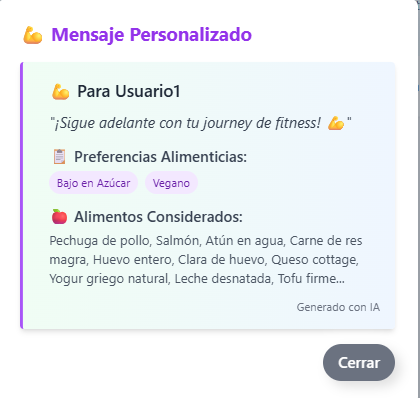 💪 Mensaje Personalizado
💪 Para Usuario1
"¡Sigue adelante con tu journey de fitness! 💪"
📋 Preferencias Alimenticias:
Bajo en Azúcar Vegano
🍎 Alimentos Considerados:
Pechuga de pollo, Salmón, Atún en agua, Carne de res
magra, Huevo entero, Clara de huevo, Queso cottage,
Yogur griego natural, Leche desnatada, Tofu firme...
Generado con IA
Cerrar